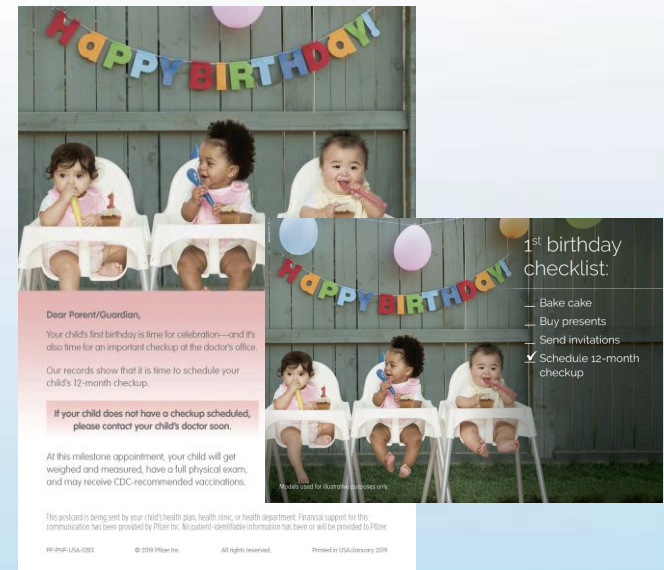 HAPPY BIRTHDAY!
1
Dear Parent/Guardian,
Your child's first birthday is time for celebration—and it's
also time for an important checkup at the doctor's office.
Our records show that it is time to schedule your
child's 12-month checkup.
If your child does not have a checkup scheduled,
please contact your child's doctor soon.
At this milestone appointment, your child will get
weighed and measured, have a full physical exam,
and may receive CDC-recommended vaccinations.
This postcard is being sent by your child's health plan, health clinic, or health department. Financial support for this
communication has been provided by Pfizer Inc. No patient-identifiable information has been or will be provided to Pfizer.
PP-PNP-USA-1283 © 2019 Pfizer Inc. All rights reserved. Printed in USA/January 2019
HAPPY BIRTHDAY!
1
1st birthday
checklist:
Bake cake
Buy presents
Send invitations
✓ Schedule 12-month
checkup
Models used for illustrative purposes only.